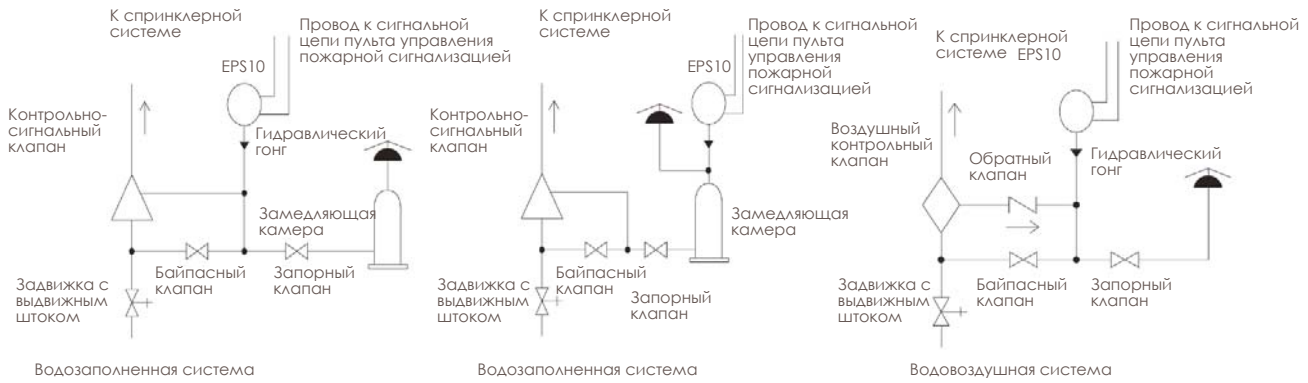 К спринклерной
системе
Провод к сигнальной
цепи пульта управления
пожарной сигнализацией
EPS10
Контрольно-
сигнальный
клапан
Гидравлический
гонг
Замедляющая
камера
Байпасный
клапан
Запорный
клапан
Задвижка с
выдвижным
штоком
Водозаполненная система
К спринклерной
системе
Провод к сигнальной
цепи пульта
управления
пожарной
сигнализацией
EPS10
Контрольно-
сигнальный
клапан
Замедляющая
камера
Байпасный
клапан
Запорный
клапан
Задвижка с
выдвижным
штоком
Водозаполненная система
К спринклерной
системе EPS10
Провод к сигнальной
цепи пульта
управления
пожарной
сигнализацией
Воздушный
контрольный
клапан
Обратный
клапан
Гидравлический
гонг
Байпасный
клапан
Запорный
клапан
Задвижка с
выдвижным
штоком
Водовоздушная система